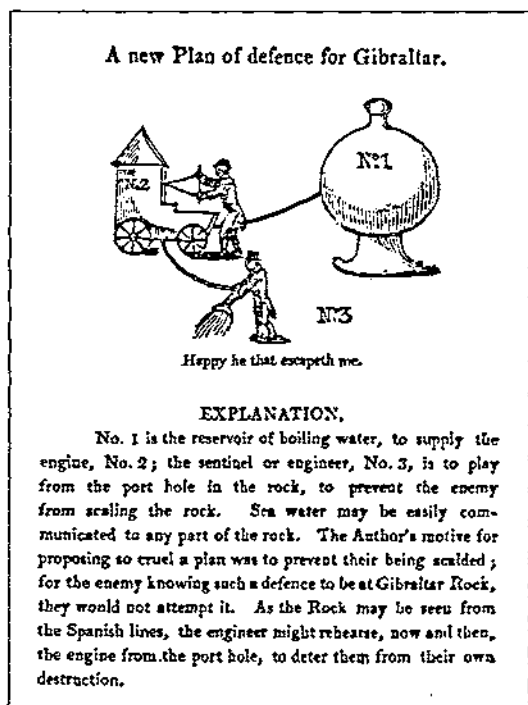 A new Plan of defence for Gibraltar.
No.1
No.2
No.3
Happy he that escapeth me.
EXPLANATION.
No. 1 is the reservoir of boiling water, to supply the
engine, No. 2; the sentinel or engineer, No. 3, is to play
from the port hole in the rock, to prevent the enemy
from scaling the rock. Sea water may be easily com-
municated to any part of the rock. The Author's motive for
proposing so cruel a plan was to prevent their being scalded;
for the enemy knowing such a defence to be at Gibraltar Rock,
they would not attempt it. As the Rock may be seen from
the Spanish lines, the engineer might rehearse, now and then,
the engine from the port hole, to deter them from their own
destruction.